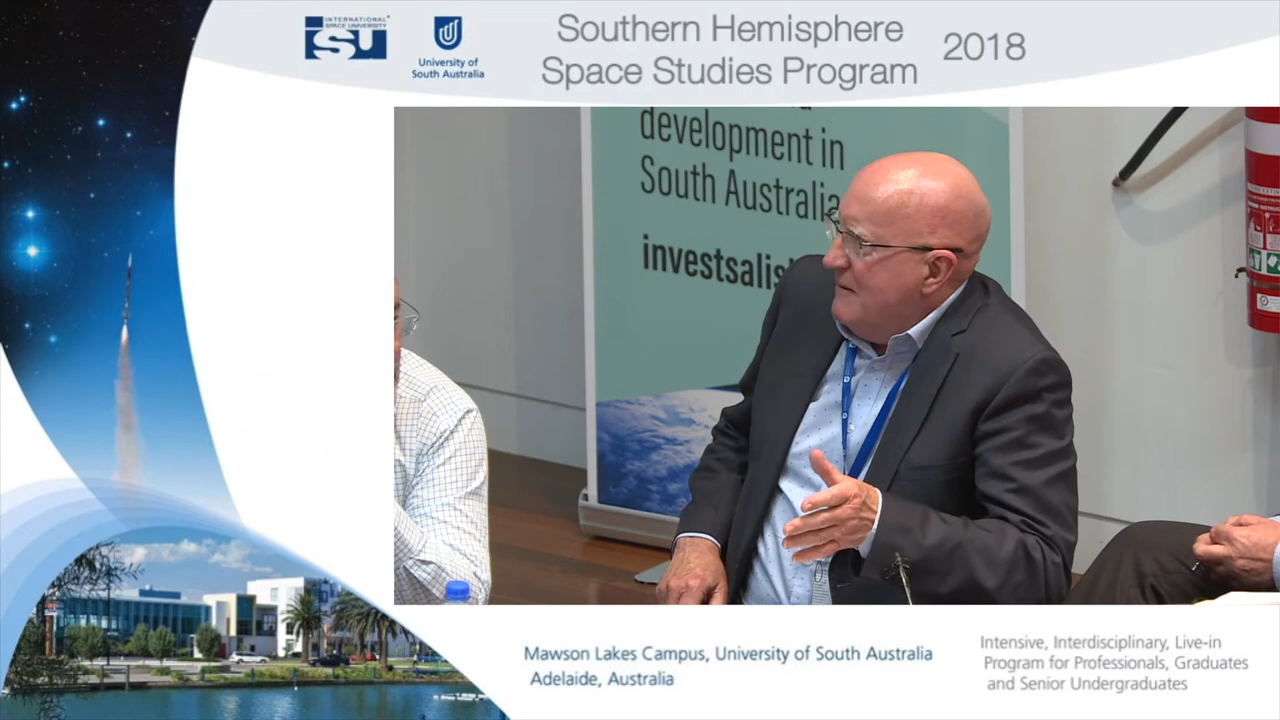 INTERNATIONAL
SPACE UNIVERSITY
ISU
University of
South Australia
Southern Hemisphere
Space Studies Program
2018
development in
South Australia
investsalis
Mawson Lakes Campus, University of South Australia
Adelaide, Australia
Intensive, Interdisciplinary, Live-in
Program for Professionals, Graduates
and Senior Undergraduates